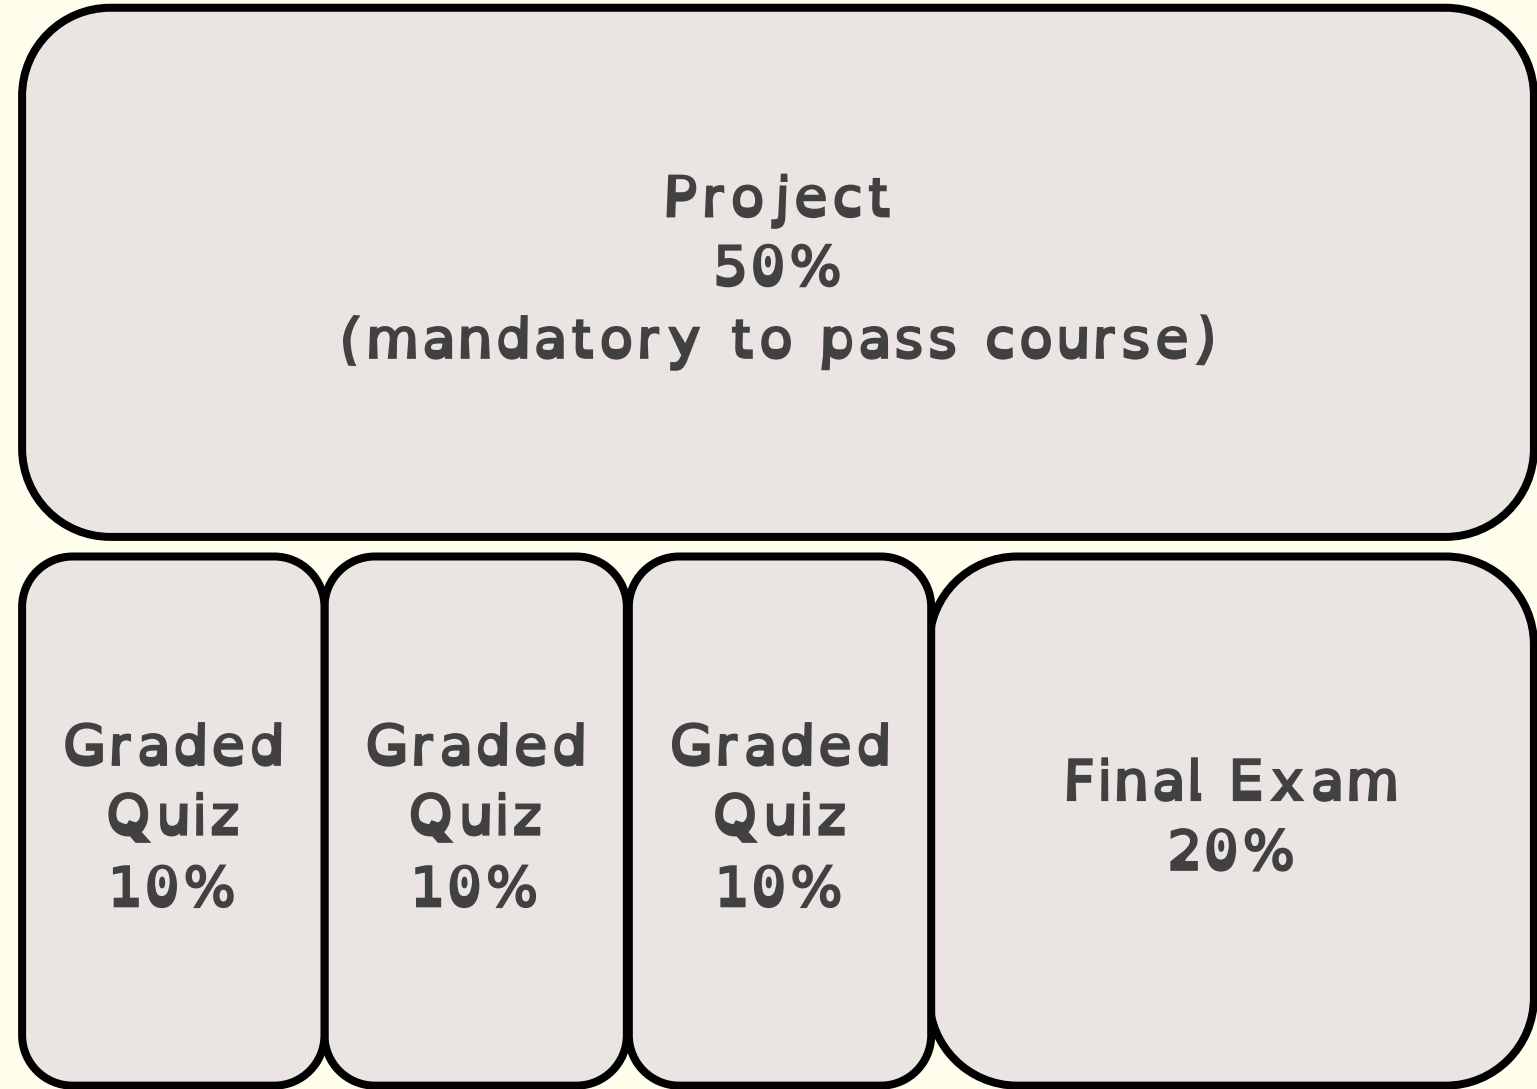 Project
50%
(mandatory to pass course)
Graded
Quiz
10%
Graded
Quiz
10%
Graded
Quiz
10%
Final Exam
20%